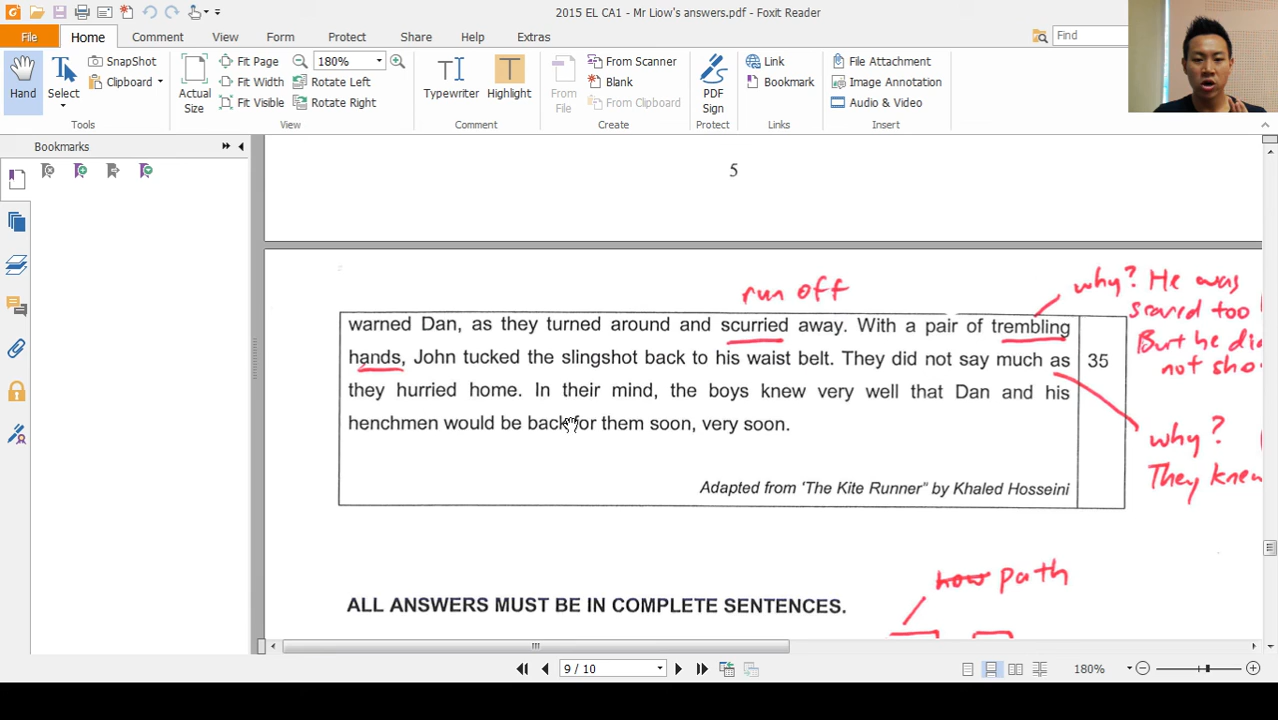 2015 EL CA1 - Mr Liow's answers.pdf - Foxit Reader
File
Home
Comment
View
Form
Protect
Share
Help
Extras
Find
Hand
Select
SnapShot
Clipboard
Actual Size
Fit Page
Fit Width
Fit Visible
180%
Rotate Left
Rotate Right
Typewriter
Highlight
From File
From Scanner
Blank
From Clipboard
PDF Sign
Link
Bookmark
File Attachment
Image Annotation
Audio & Video
Tools
View
Comment
Create
Protect
Links
Insert
Bookmarks
5
run off
why? He was
scared too
But he
not
warned Dan, as they turned around and scurried away. With a pair of trembling
hands, John tucked the slingshot back to his waist belt. They did not say much as
35
they hurried home. In their mind, the boys knew very well that Dan and his
henchmen would be back for them soon, very soon.
why?
They knew
Adapted from 'The Kite Runner" by Khaled Hosseini
how path
ALL ANSWERS MUST BE IN COMPLETE SENTENCES.
9 / 10
180%